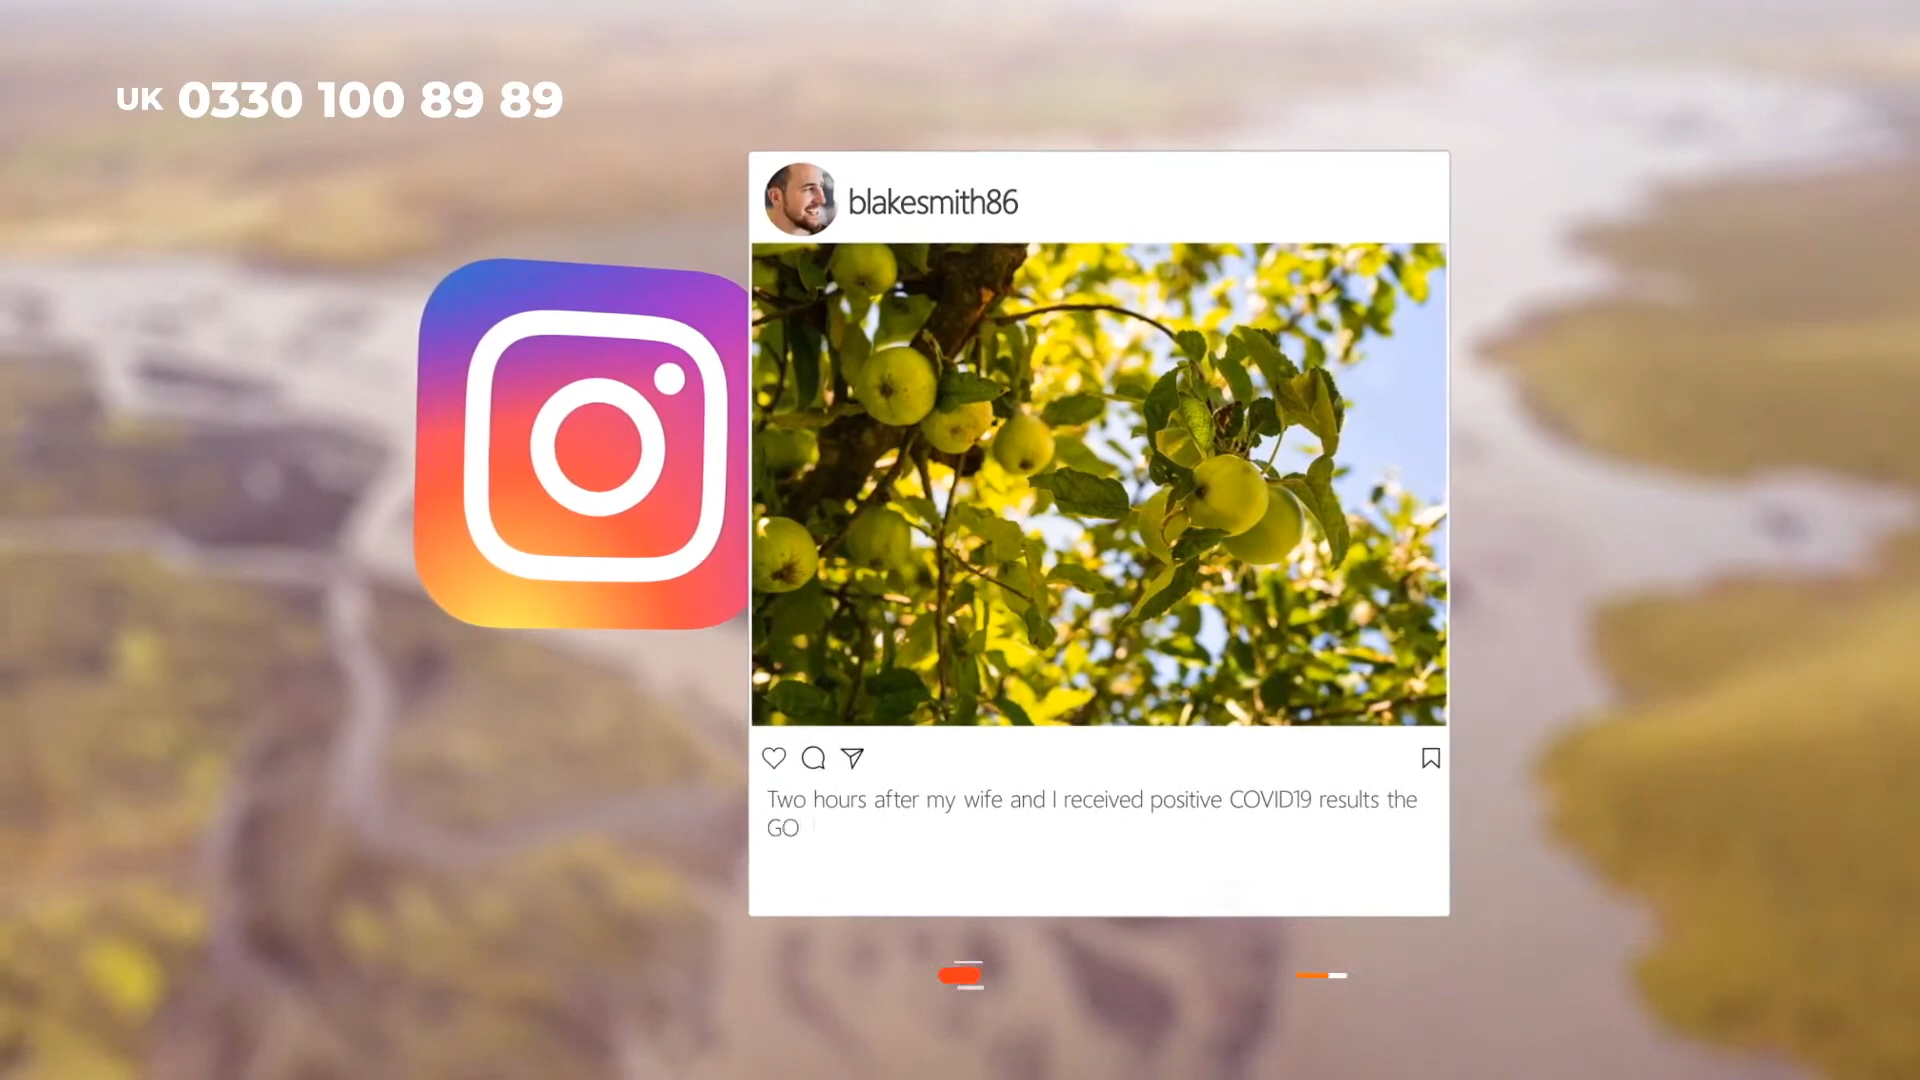 UK 0330 100 89 89
blakesmith86
Two hours after my wife and I received positive COVID19 results the
GO